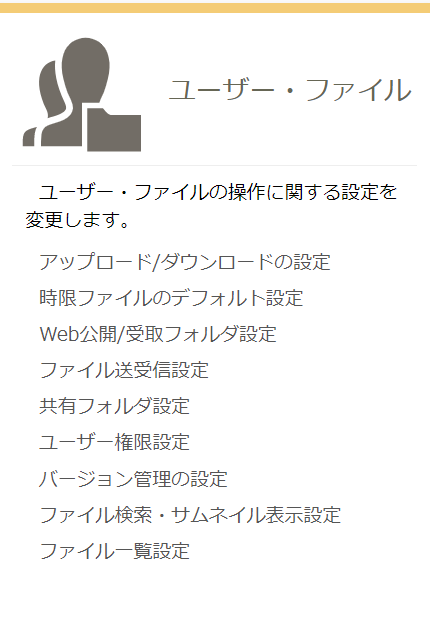 ユーザー・ファイル
ユーザー・ファイルの操作に関する設定を
変更します。
アップロード/ダウンロードの設定
時限ファイルのデフォルト設定
Web公開/受取フォルダ設定
ファイル送受信設定
共有フォルダ設定
ユーザー権限設定
バージョン管理の設定
ファイル検索・サムネイル表示設定
ファイル一覧設定